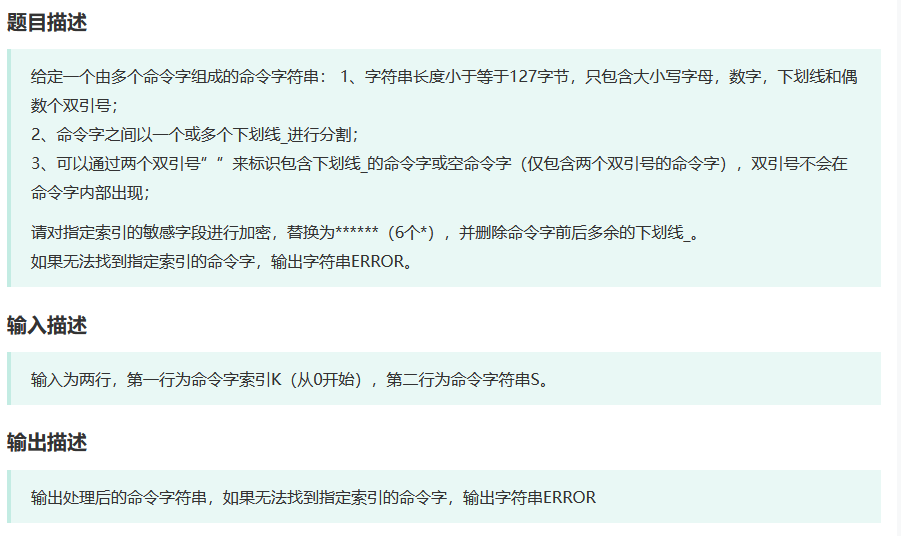 题目描述
给定一个由多个命令字组成的命令字符串： 1、字符串长度小于等于127字节，只包含大小写字母，数字，下划线和偶
数个双引号；
2、命令字之间以一个或多个下划线_进行分割；
3、可以通过两个双引号””来标识包含下划线_的命令字或空命令字（仅包含两个双引号的命令字），双引号不会在
命令字内部出现；
请对指定索引的敏感字段进行加密，替换为******（6个*），并删除命令字前后多余的下划线_。
如果无法找到指定索引的命令字，输出字符串ERROR。
输入描述
输入为两行，第一行为命令字索引K（从0开始），第二行为命令字符串S。
输出描述
输出处理后的命令字符串，如果无法找到指定索引的命令字，输出字符串ERROR